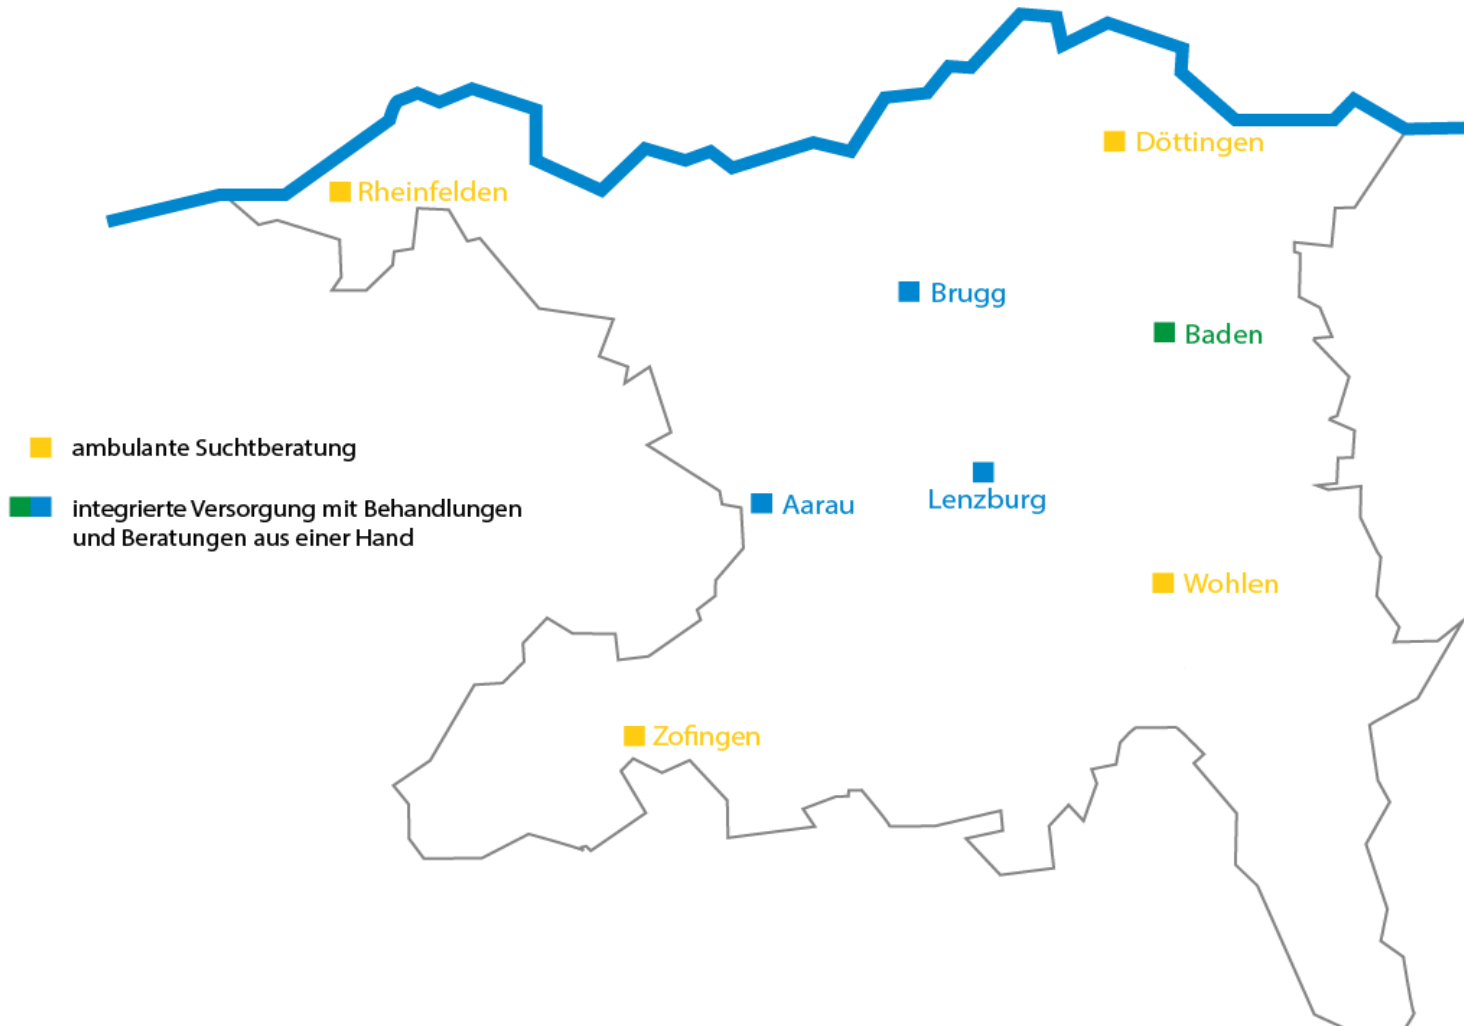 Döttingen
Rheinfelden
Brugg
Baden
ambulante Suchtberatung
integrierte Versorgung mit Behandlungen
und Beratungen aus einer Hand
Aarau
Lenzburg
Wohlen
Zofingen